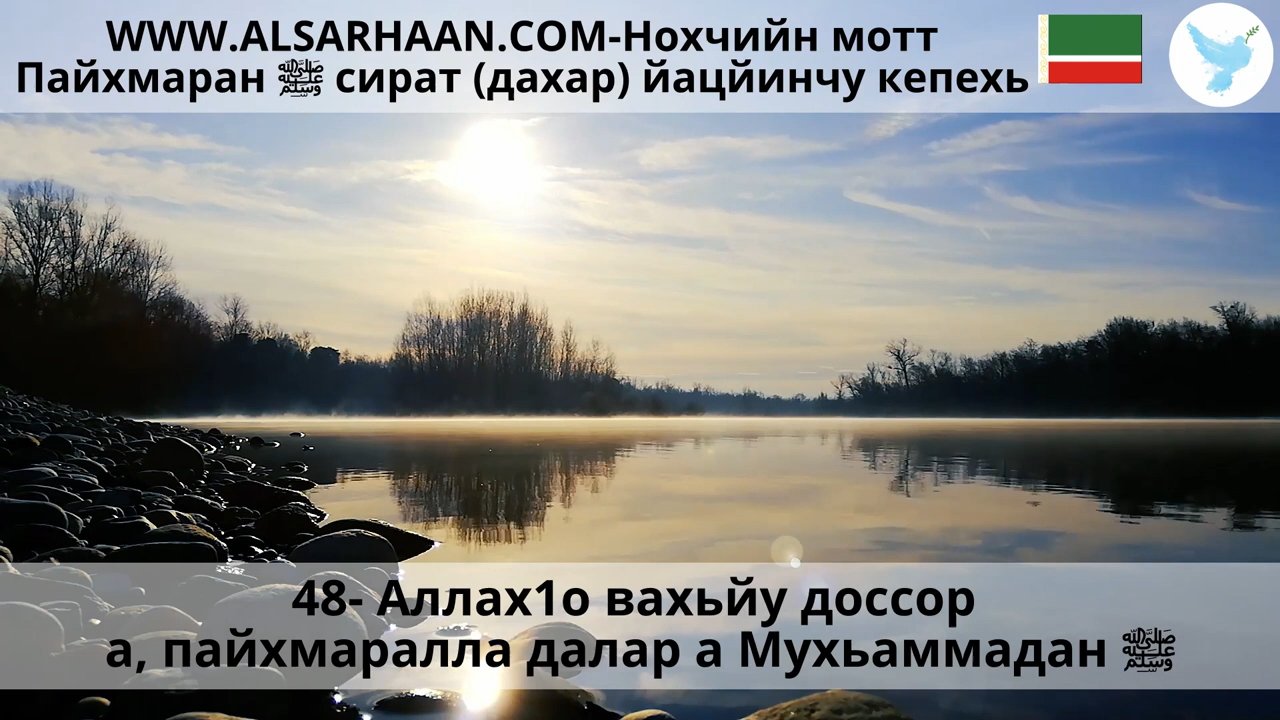 WWW.ALSARHAAN.COM-Нохчийн мотт
Пайхмаран ﷺ сират (дахар) йацйинчу кепехь
48- Аллах1о вахьйу доссор
а, пайхмаралла далар а Мухьаммадан ﷺ